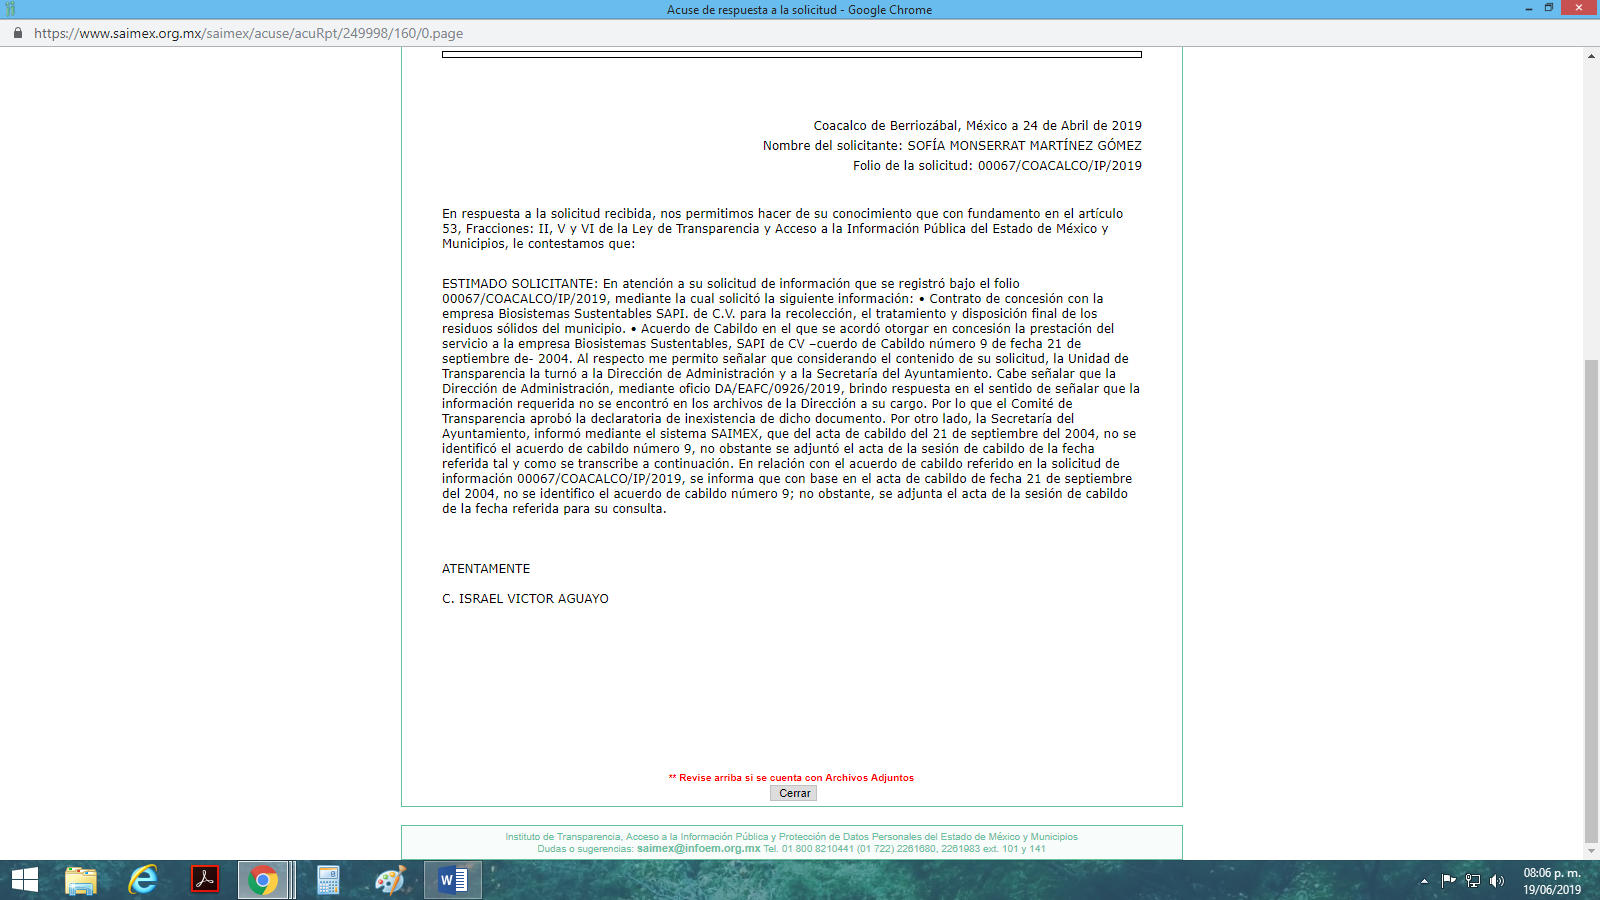 Acuse de respuesta a la solicitud - Google Chrome
https://www.saimex.org.mx/saimex/acuse/acuRpt/249998/160/0.page
Coacalco de Berriozábal, México a 24 de Abril de 2019
Nombre del solicitante: SOFÍA MONSERRAT MARTÍNEZ GÓMEZ
Folio de la solicitud: 00067/COACALCO/IP/2019
En respuesta a la solicitud recibida, nos permitimos hacer de su conocimiento que con fundamento en el artículo
53, Fracciones: II, V y VI de la Ley de Transparencia y Acceso a la Información Pública del Estado de México y
Municipios, le contestamos que:
ESTIMADO SOLICITANTE: En atención a su solicitud de información que se registró bajo el folio
00067/COACALCO/IP/2019, mediante la cual solicitó la siguiente información: • Contrato de concesión con la
empresa Biosistemas Sustentables SAPI. de C.V. para la recolección, el tratamiento y disposición final de los
residuos sólidos del municipio. • Acuerdo de Cabildo en el que se acordó otorgar en concesión la prestación del
servicio a la empresa Biosistemas Sustentables, SAPI de CV –cuerdo de Cabildo número 9 de fecha 21 de
septiembre de- 2004. Al respecto me permito señalar que considerando el contenido de su solicitud, la Unidad de
Transparencia la turnó a la Dirección de Administración y a la Secretaría del Ayuntamiento. Cabe señalar que la
Dirección de Administración, mediante oficio DA/EAFC/0926/2019, brindo respuesta en el sentido de señalar que la
información requerida no se encontró en los archivos de la Dirección a su cargo. Por lo que el Comité de
Transparencia aprobó la declaratoria de inexistencia de dicho documento. Por otro lado, la Secretaría del
Ayuntamiento, informó mediante el sistema SAIMEX, que del acta de cabildo del 21 de septiembre del 2004, no se
identificó el acuerdo de cabildo número 9, no obstante se adjuntó el acta de la sesión de cabildo de la fecha
referida tal y como se transcribe a continuación. En relación con el acuerdo de cabildo referido en la solicitud de
información 00067/COACALCO/IP/2019, se informa que con base en el acta de cabildo de fecha 21 de septiembre
del 2004, no se identifico el acuerdo de cabildo número 9; no obstante, se adjunta el acta de la sesión de cabildo
de la fecha referida para su consulta.
ATENTAMENTE
C. ISRAEL VICTOR AGUAYO
** Revise arriba si se cuenta con Archivos Adjuntos
Cerrar
Instituto de Transparencia, Acceso a la Información Pública y Protección de Datos Personales del Estado de México y Municipios
Dudas o sugerencias: saimex@infoem.org.mx Tel. 01 800 8210441 (01 722) 2261680, 2261983 ext. 101 y 141
08:06 p. m.
19/06/2019